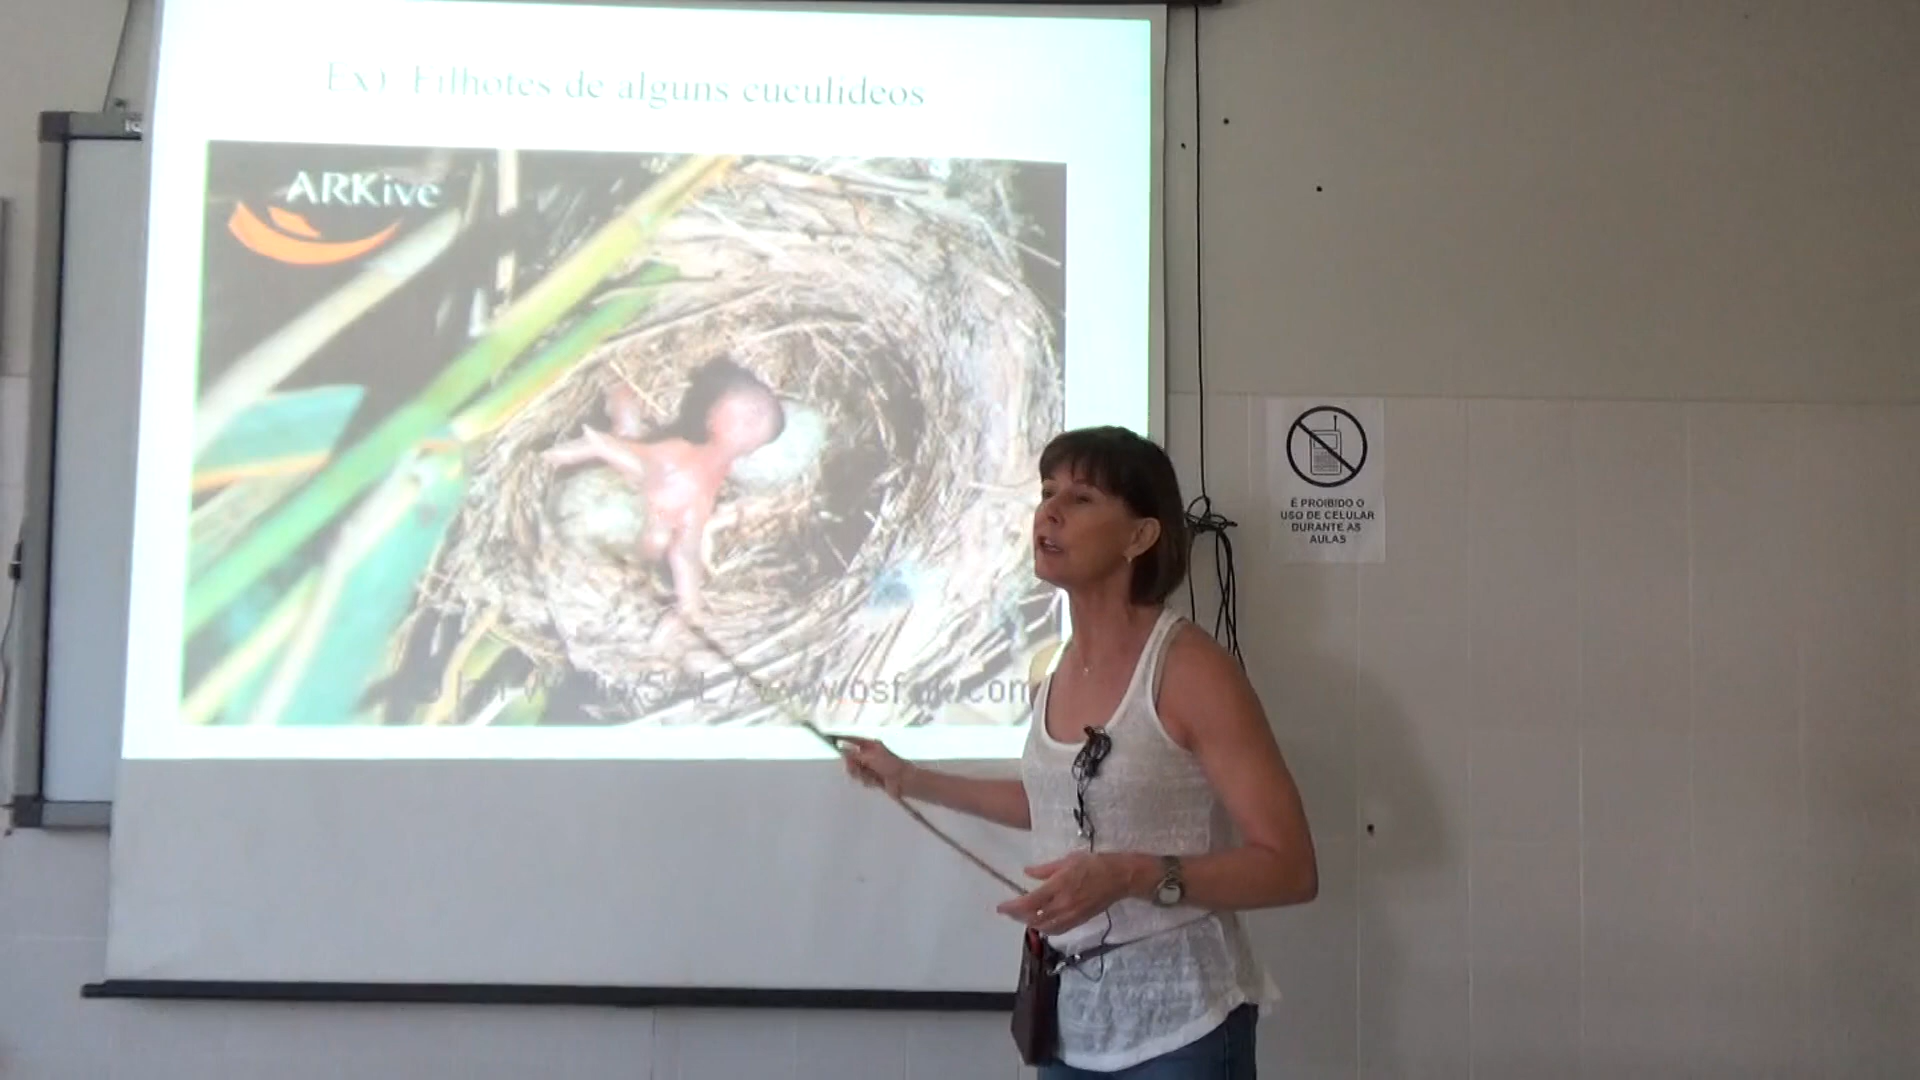 Ex) Filhotes de alguns cuculídeos
ARKive
É PROIBIDO O
USO DE CELULAR
DURANTE AS
AULAS